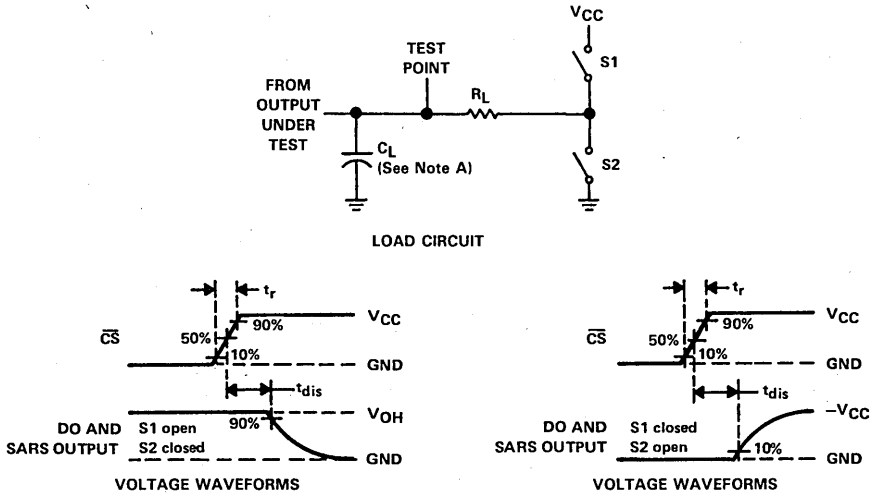 VCC
S1
TEST
POINT
FROM
OUTPUT
UNDER
TEST
RL
CL
(See Note A)
S2
LOAD CIRCUIT
tr
VCC
90%
CS
50%
10%
GND
tdis
VOH
DO AND
SARS OUTPUT
S1 open
S2 closed
90%
GND
VOLTAGE WAVEFORMS
tr
VCC
90%
CS
50%
10%
GND
tdis
–VCC
DO AND
SARS OUTPUT
S1 closed
S2 open
10%
GND
VOLTAGE WAVEFORMS